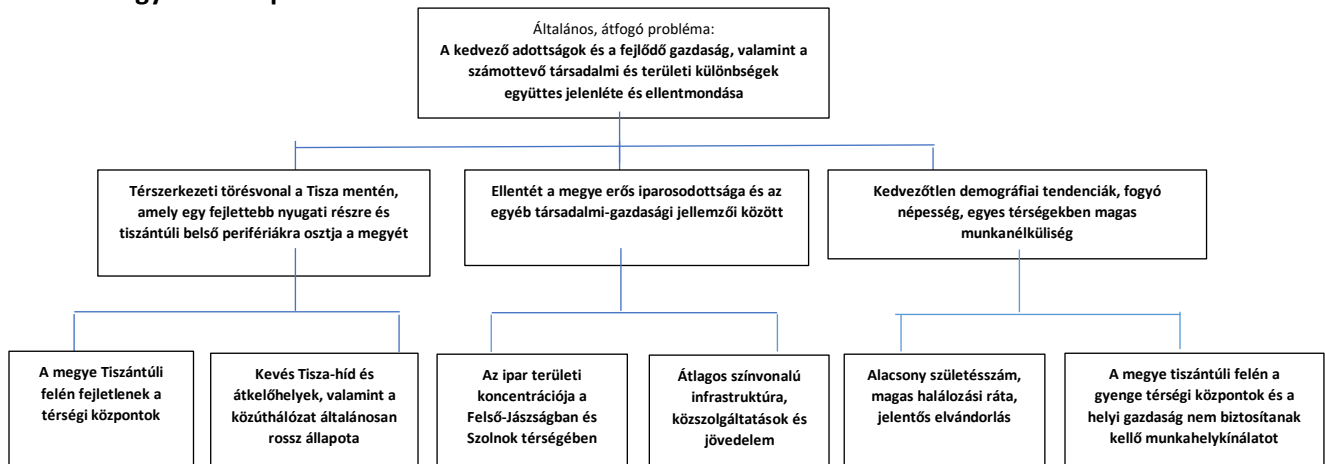 Általános, átfogó probléma:
A kedvező adottságok és a fejlődő gazdaság, valamint a
számottevő társadalmi és területi különbségek
együttes jelenléte és ellentmondása
Térszerkezeti törésvonal a Tisza mentén,
amely egy fejlettebb nyugati részre és
tiszántúli belső perifériákra osztja a megyét
Ellentét a megye erős iparosodottsága és az
egyéb társadalmi-gazdasági jellemzői között
Kedvezőtlen demográfiai tendenciák, fogyó
népesség, egyes térségekben magas
munkanélküliség
A megye Tiszántúli
felén fejletlenek a
térségi központok
Kevés Tisza-híd és
átkelőhelyek, valamint a
közúthálózat általánosan
rossz állapota
Az ipar területi
koncentrációja a
Felső-Jászságban és
Szolnok térségében
Átlagos színvonalú
infrastruktúra,
közszolgáltatások és
jövedelem
Alacsony születésszám,
magas halálozási ráta,
jelentős elvándorlás
A megye tiszántúli felén a
gyenge térségi központok és a
helyi gazdaság nem biztosítanak
kellő munkahelykínálatot